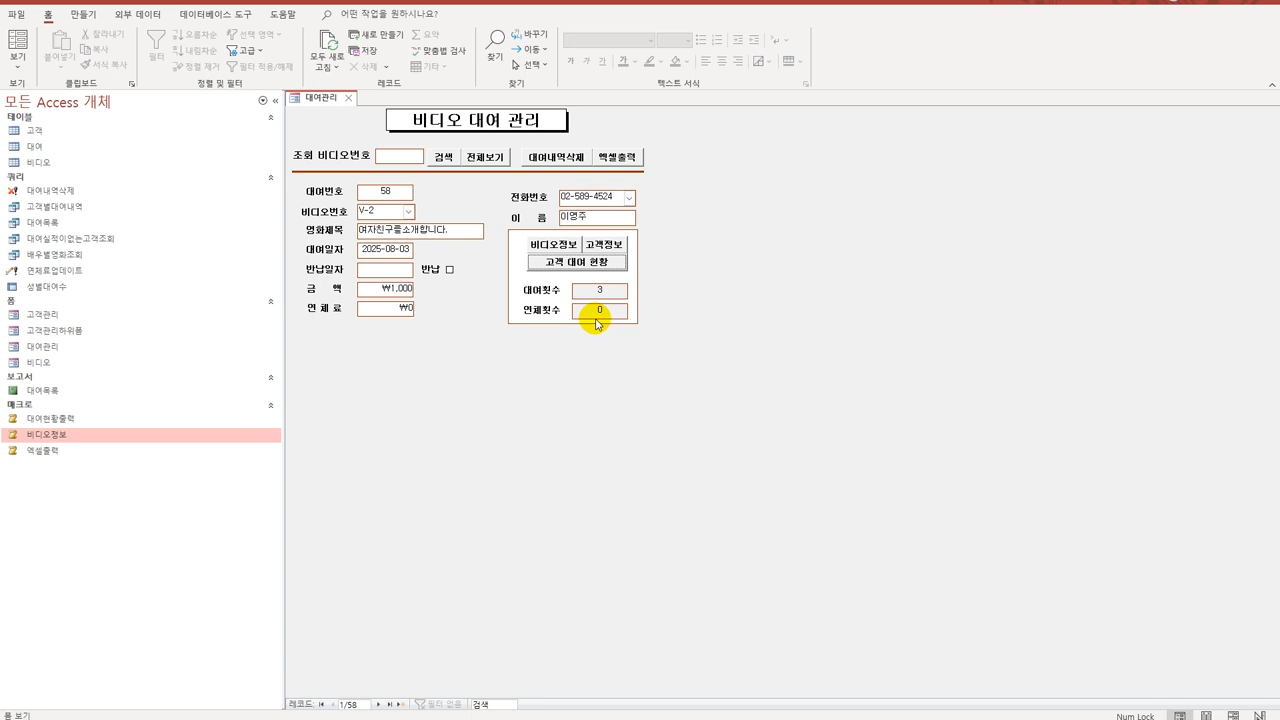 파일 홈 만들기 외부 데이터 데이터베이스 도구 도움말 어떤 작업을 원하시나요?
보기
붙여넣기
잘라내기
복사
서식 복사
필터
오름차순
내림차순
정렬 제거
선택 영역
고급
필터 적용/해제
모두 새로
고침
새로 만들기
저장
삭제
요약
맞춤법 검사
기타
찾기
바꾸기
이동
선택
가 가 가 가
보기 클립보드 정렬 및 필터 레코드 찾기 텍스트 서식
모든 Access 개체
테이블
고객
대여
비디오
쿼리
대여내역삭제
고객별대여내역
대여목록
대여실적이없는고객조회
배우별영화조회
연체료업데이트
성별대여수
폼
고객관리
고객관리하위폼
대여관리
비디오
보고서
대여목록
매크로
대여현황출력
비디오정보
엑셀출력
대여관리
비디오 대여 관리
조회 비디오번호 검색 전체보기 대여내역삭제 엑셀출력
대여번호 58
비디오번호 V-2
영화제목 여자친구를소개합니다.
대여일자 2025-08-03
반납일자 반납
금 액 ₩1,000
연 체 료 ₩0
전화번호 02-589-4524
이 름 이영주
비디오정보 고객정보
고객 대여 현황
대여횟수 3
연체횟수 0
레코드: 1/58 필터 없음 검색
폼 보기 Num Lock